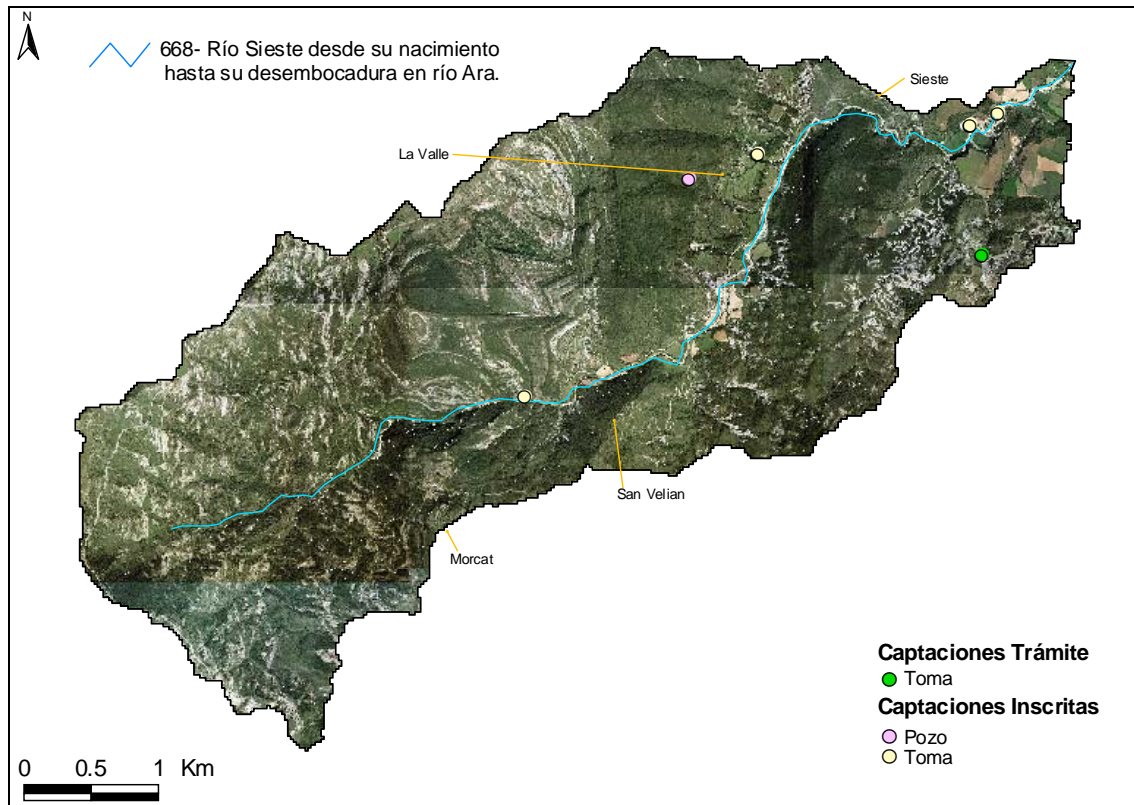 N
668- Río Sieste desde su nacimiento
hasta su desembocadura en río Ara.
Sieste
La Valle
San Velian
Morcat
Captaciones Trámite
Toma
Captaciones Inscritas
Pozo
Toma
0 0.5 1 Km